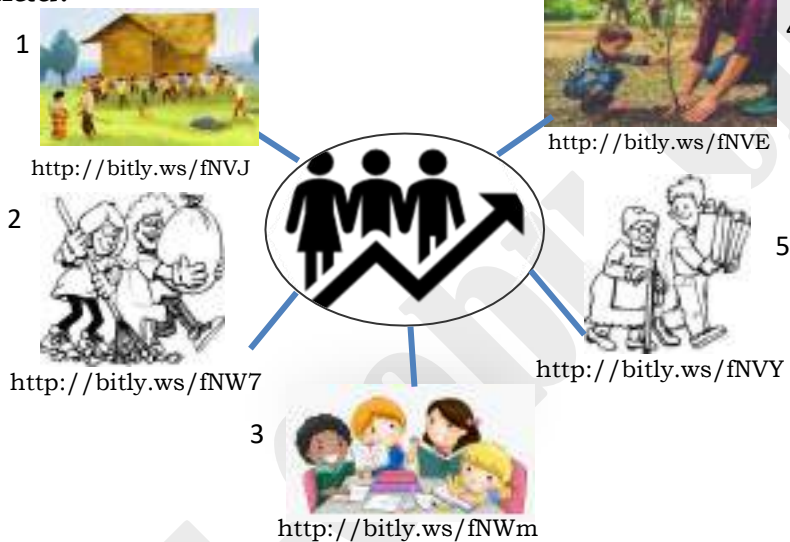 1
4
http://bitly.ws/fNVJ
http://bitly.ws/fNVE
2
5
http://bitly.ws/fNW7
http://bitly.ws/fNVY
3
http://bitly.ws/fNWm